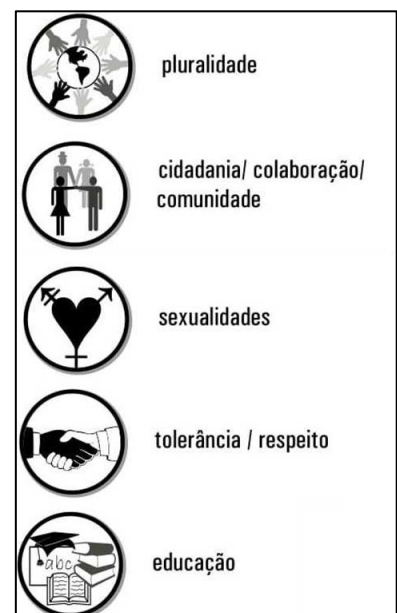 pluralidade
cidadania/ colaboração/
comunidade
sexualidades
tolerância / respeito
abc
educação